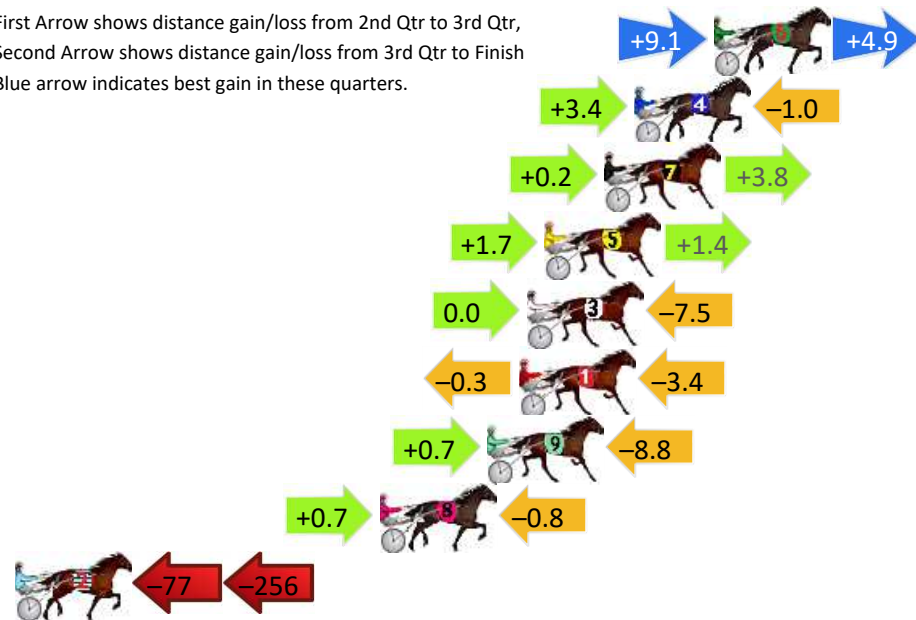 First Arrow shows distance gain/loss from 2nd Qtr to 3rd Qtr,
Second Arrow shows distance gain/loss from 3rd Qtr to Finish
Blue arrow indicates best gain in these quarters.
+9.1 6 +4.9
+3.4 4 –1.0
+0.2 7 +3.8
+1.7 5 +1.4
0.0 3 –7.5
–0.3 1 –3.4
+0.7 9 –8.8
+0.7 8 –0.8
2 –77 –256